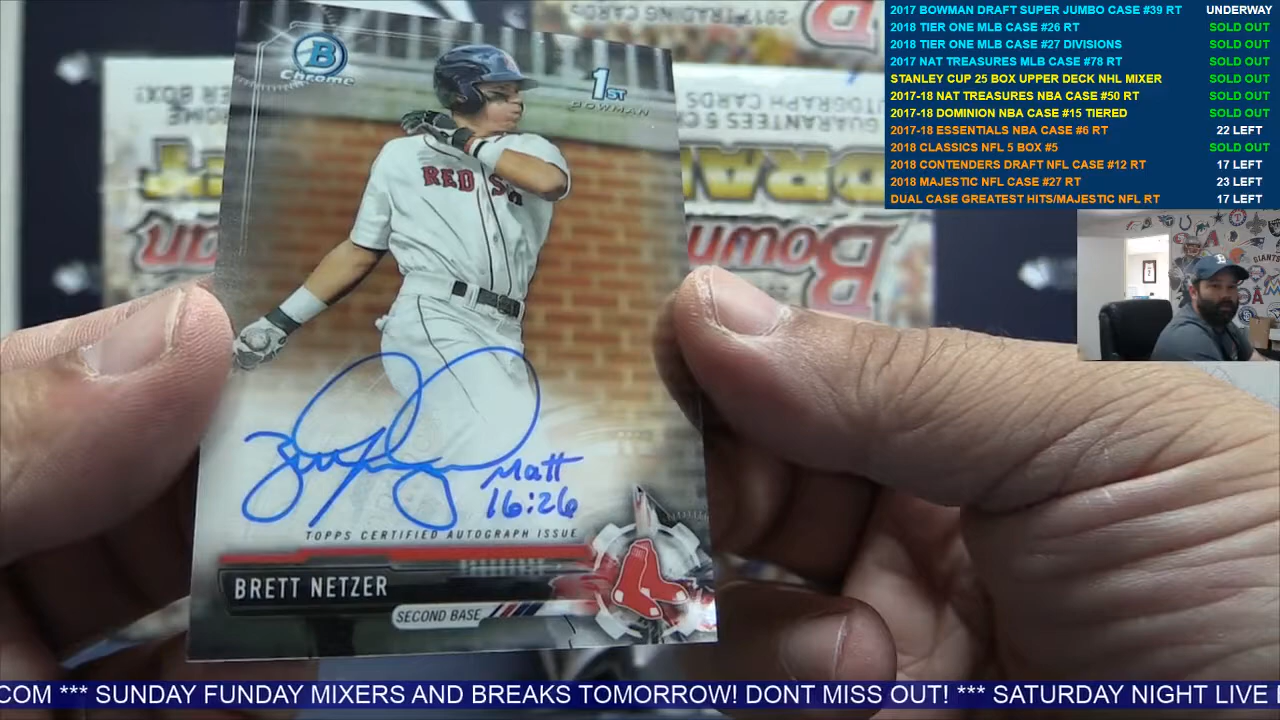 2017 BOWMAN DRAFT SUPER JUMBO CASE #39 RT UNDERWAY
2018 TIER ONE MLB CASE #26 RT SOLD OUT
2018 TIER ONE MLB CASE #27 DIVISIONS SOLD OUT
2017 NAT TREASURES MLB CASE #78 RT SOLD OUT
STANLEY CUP 25 BOX UPPER DECK NHL MIXER SOLD OUT
2017-18 NAT TREASURES NBA CASE #50 RT SOLD OUT
2017-18 DOMINION NBA CASE #15 TIERED SOLD OUT
2017-18 ESSENTIALS NBA CASE #6 RT 22 LEFT
2018 CLASSICS NFL 5 BOX #5 SOLD OUT
2018 CONTENDERS DRAFT NFL CASE #12 RT 17 LEFT
2018 MAJESTIC NFL CASE #27 RT 23 LEFT
DUAL CASE GREATEST HITS/MAJESTIC NFL RT 17 LEFT
B
Chrome
1ST
BOWMAN
RED S
Matt
16:26
TOPPS CERTIFIED AUTOGRAPH ISSUE
BRETT NETZER
SECOND BASE
Bowman
.COM *** SUNDAY FUNDAY MIXERS AND BREAKS TOMORROW! DONT MISS OUT! *** SATURDAY NIGHT LIVE